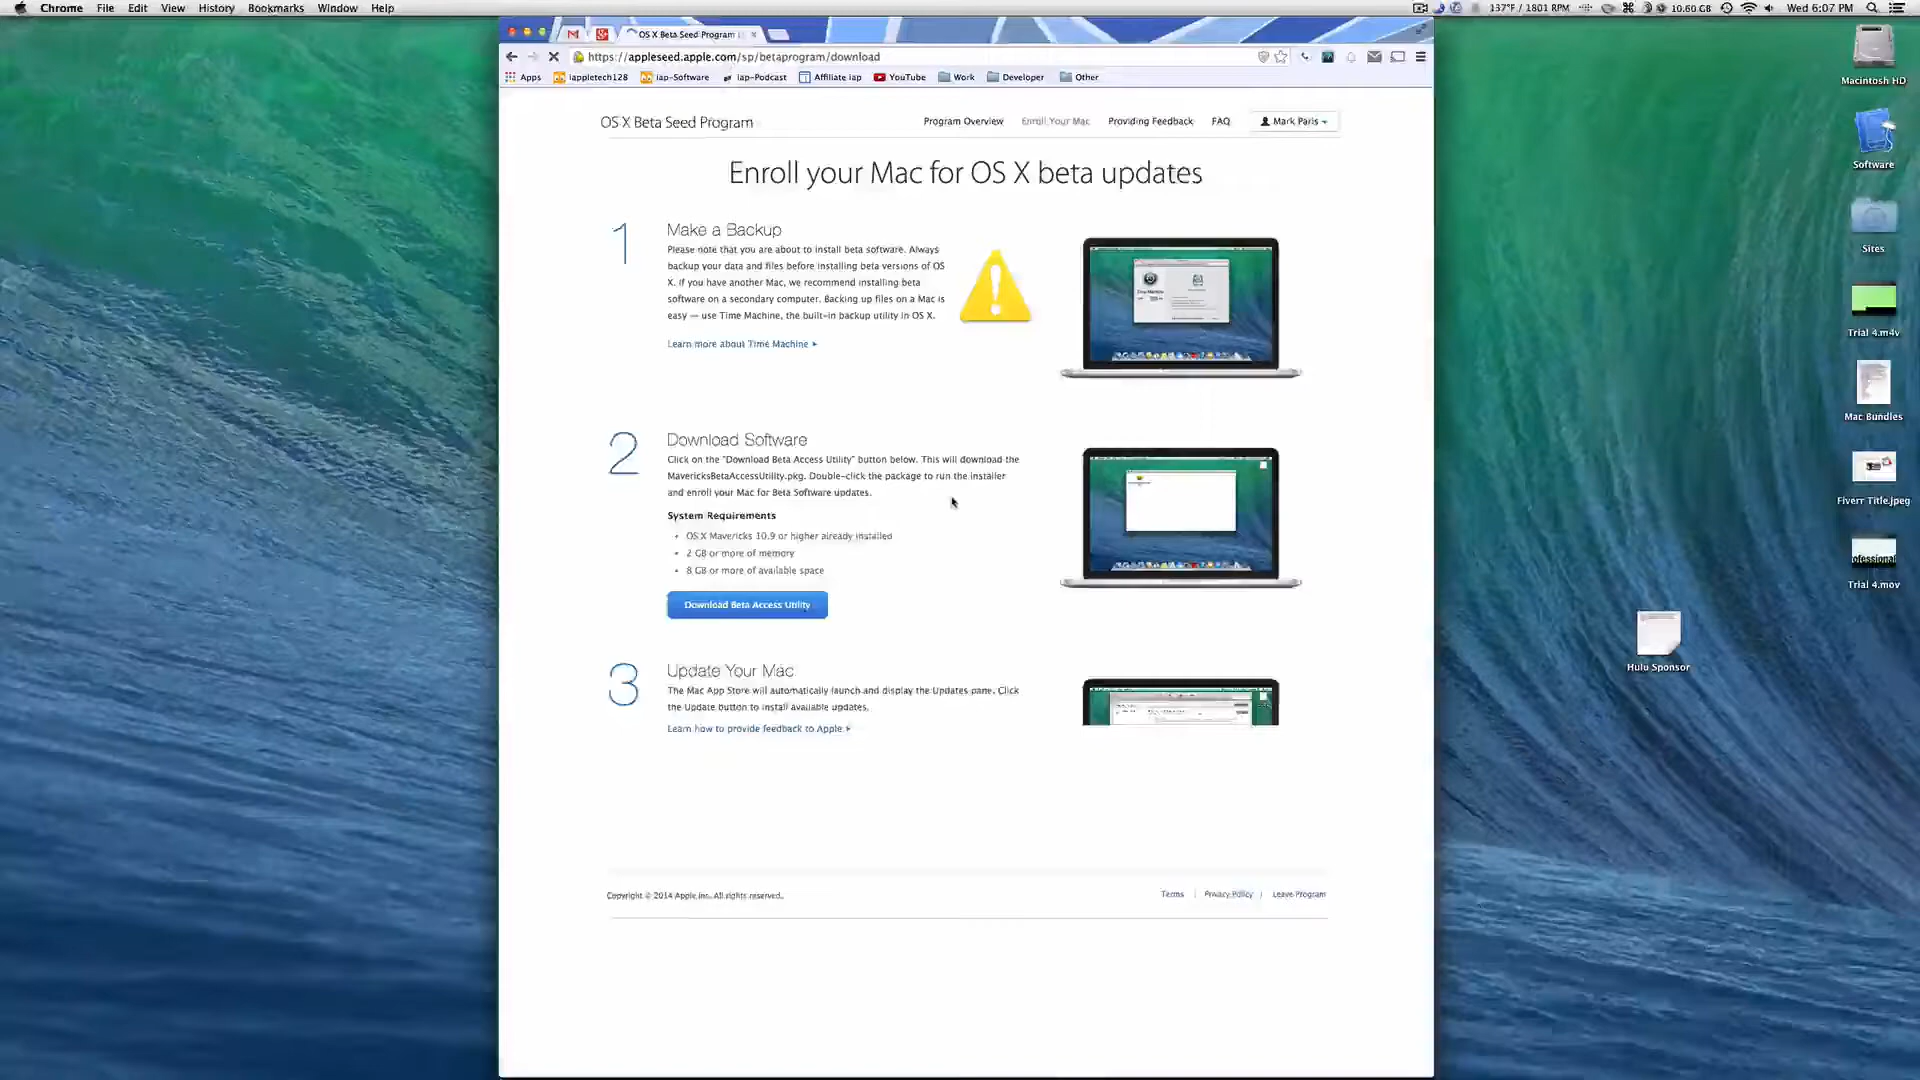 Chrome File Edit View History Bookmarks Window Help
137°F / 1801 RPM 10.60 GB Wed 6:07 PM
OS X Beta Seed Program
https://appleseed.apple.com/sp/betaprogram/download
Apps iappletech128 iap-Software iap-Podcast Affiliate iap YouTube Work Developer Other
OS X Beta Seed Program
Program Overview Enroll Your Mac Providing Feedback FAQ Mark Paris
Enroll your Mac for OS X beta updates
1
Make a Backup
Please note that you are about to install beta software. Always
backup your data and files before installing beta versions of OS
X. If you have another Mac, we recommend installing beta
software on a secondary computer. Backing up files on a Mac is
easy — use Time Machine, the built-in backup utility in OS X.
Learn more about Time Machine
2
Download Software
Click on the "Download Beta Access Utility" button below. This will download the
MavericksBetaAccessUtility.pkg. Double-click the package to run the installer
and enroll your Mac for Beta Software updates.
System Requirements
• OS X Mavericks 10.9 or higher already installed
• 2 GB or more of memory
• 8 GB or more of available space
Download Beta Access Utility
3
Update Your Mac
The Mac App Store will automatically launch and display the Updates pane. Click
the Update button to install available updates.
Learn how to provide feedback to Apple
Copyright © 2014 Apple Inc. All rights reserved.
Terms | Privacy Policy | Leave Program
Macintosh HD
Software
Sites
Trial 4.m4v
Mac Bundles
Fiverr Title.jpeg
ofessional
Trial 4.mov
Hulu Sponsor